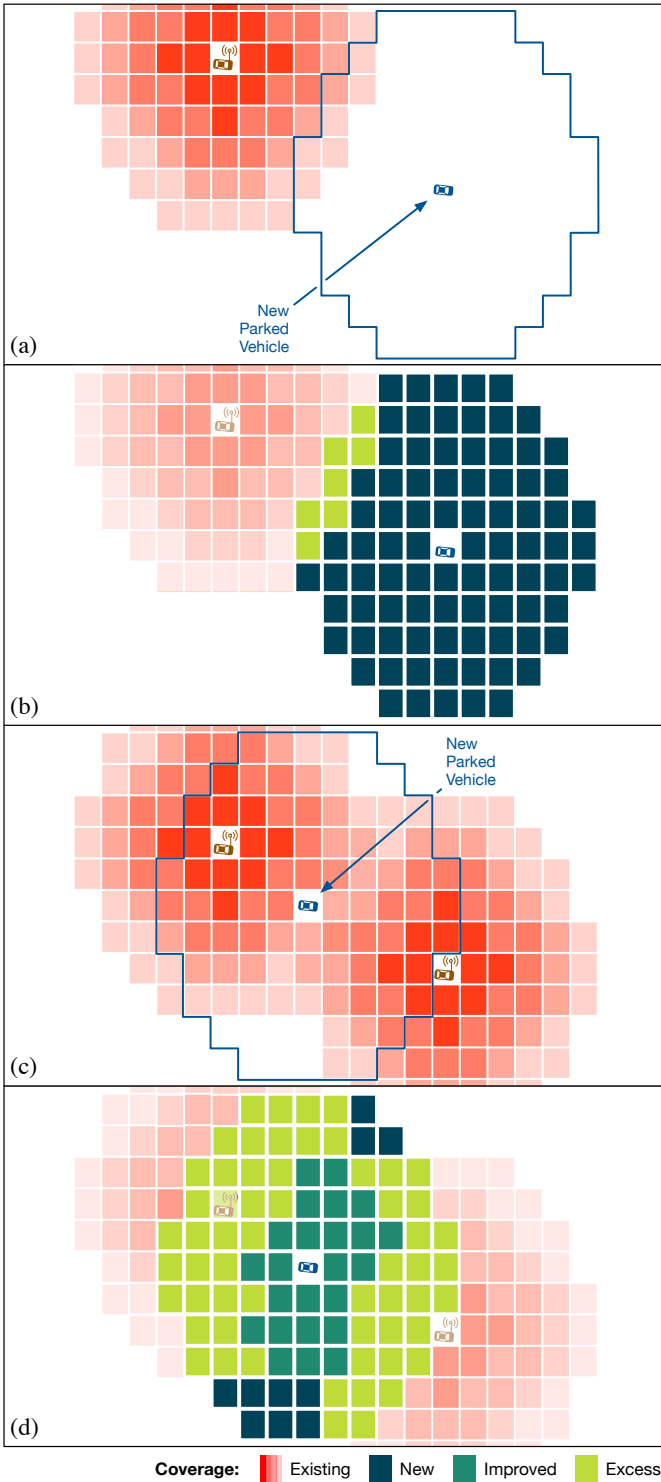 New
Parked
Vehicle
(a)
(b)
New
Parked
Vehicle
(c)
(d)
Coverage: Existing New Improved Excess